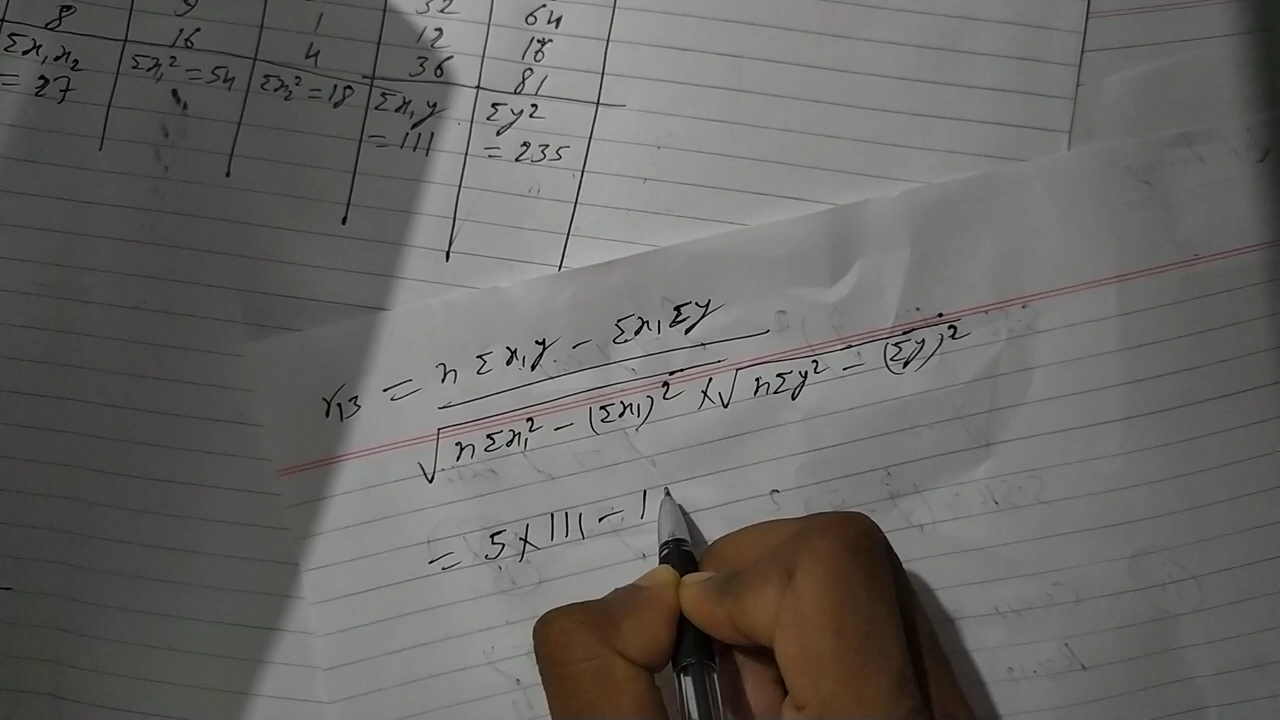 8 9 1 32 64
16 4 12 18
Σx₁x₂ Σx₁² = 54 Σx₂² = 18 36 81
= 27 Σx₁y Σy²
= 111 = 235
r₁₃ = n Σx₁y - Σx₁Σy
√nΣx₁² - (Σx₁)² × √nΣy² - (Σy)²
= 5×111 - 1